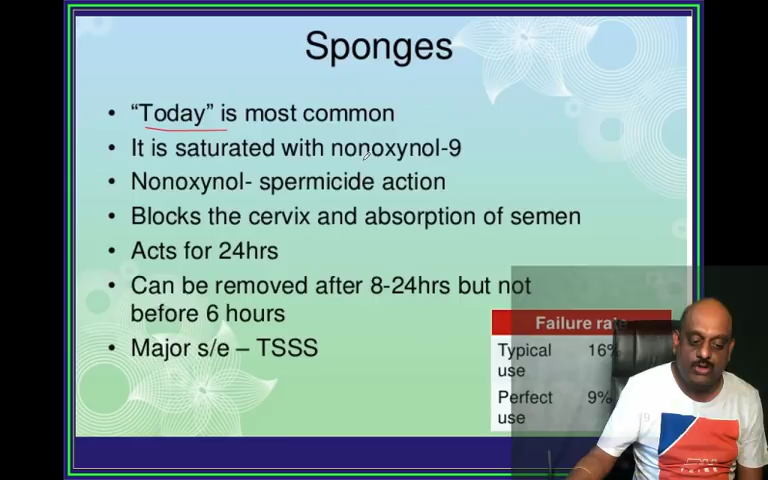 Sponges
• “Today” is most common
• It is saturated with nonoxynol-9
• Nonoxynol- spermicide action
• Blocks the cervix and absorption of semen
• Acts for 24hrs
• Can be removed after 8-24hrs but not
before 6 hours
• Major s/e – TSSS
Failure rate
Typical 16%
use
Perfect 9%
use